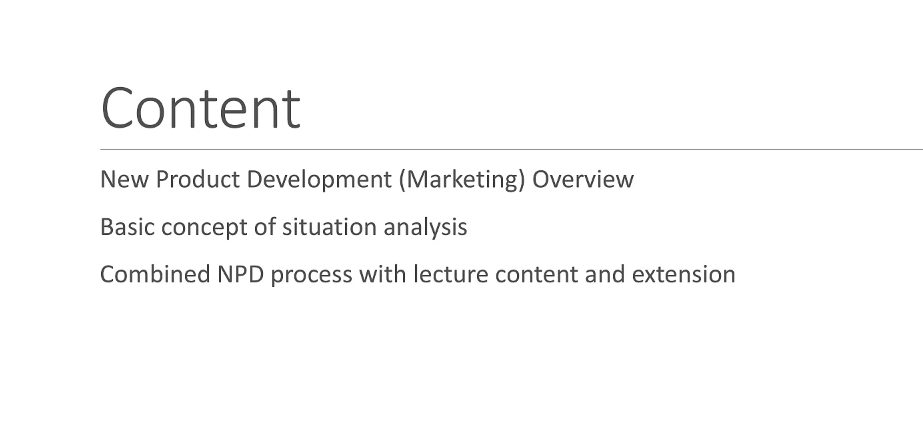 Content
New Product Development (Marketing) Overview
Basic concept of situation analysis
Combined NPD process with lecture content and extension